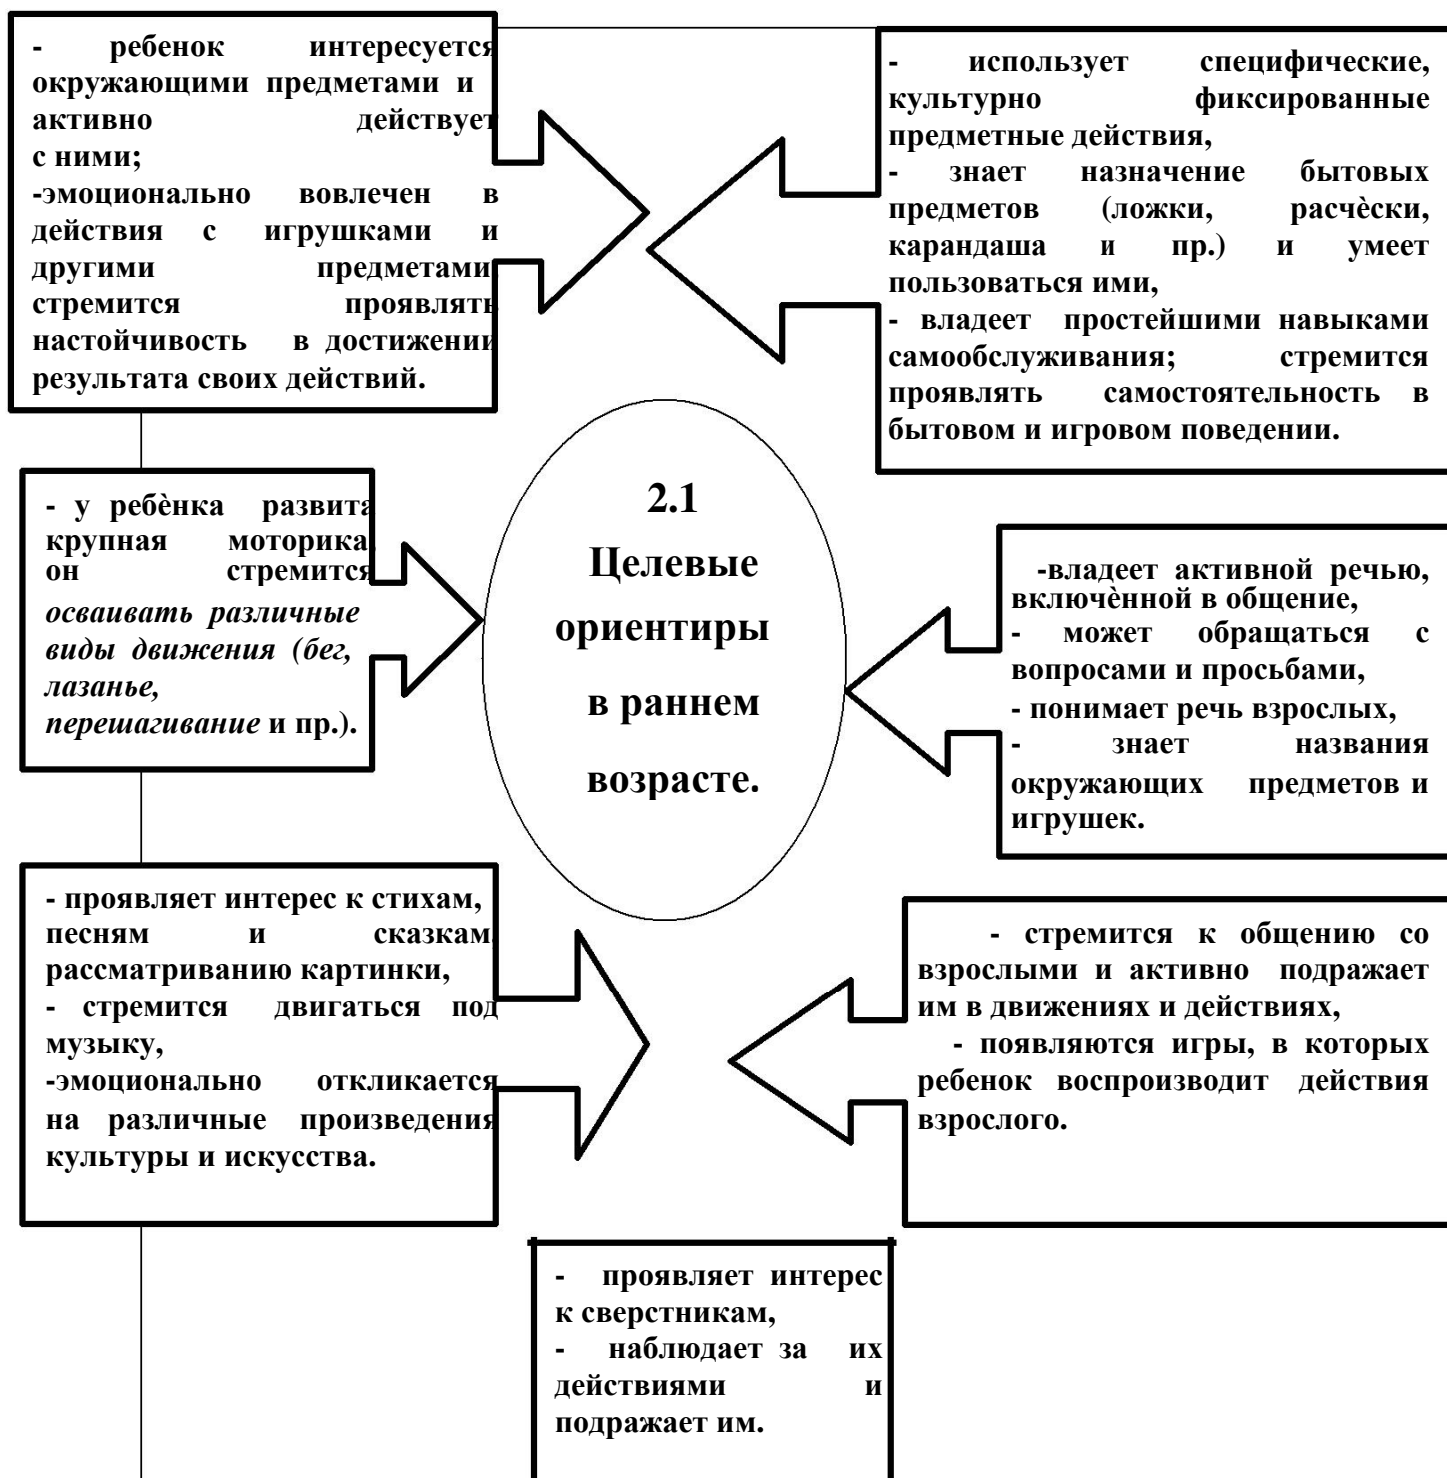 - ребенок интересуется
окружающими предметами и
активно действует
с ними;
-эмоционально вовлечен в
действия с игрушками и
другими предметами,
стремится проявлять
настойчивость в достижении
результата своих действий.
- использует специфические,
культурно фиксированные
предметные действия,
- знает назначение бытовых
предметов (ложки, расчѐски,
карандаша и пр.) и умеет
пользоваться ими,
- владеет простейшими навыками
самообслуживания; стремится
проявлять самостоятельность в
бытовом и игровом поведении.
- у ребѐнка развита
крупная моторика,
он стремится
осваивать различные
виды движения (бег,
лазанье,
перешагивание и пр.).
2.1
Целевые
ориентиры
в раннем
возрасте.
-владеет активной речью,
включѐнной в общение,
- может обращаться с
вопросами и просьбами,
- понимает речь взрослых,
- знает названия
окружающих предметов и
игрушек.
- проявляет интерес к стихам,
песням и сказкам,
рассматриванию картинки,
- стремится двигаться под
музыку,
-эмоционально откликается
на различные произведения
культуры и искусства.
- стремится к общению со
взрослыми и активно подражает
им в движениях и действиях,
- появляются игры, в которых
ребенок воспроизводит действия
взрослого.
- проявляет интерес
к сверстникам,
- наблюдает за их
действиями и
подражает им.